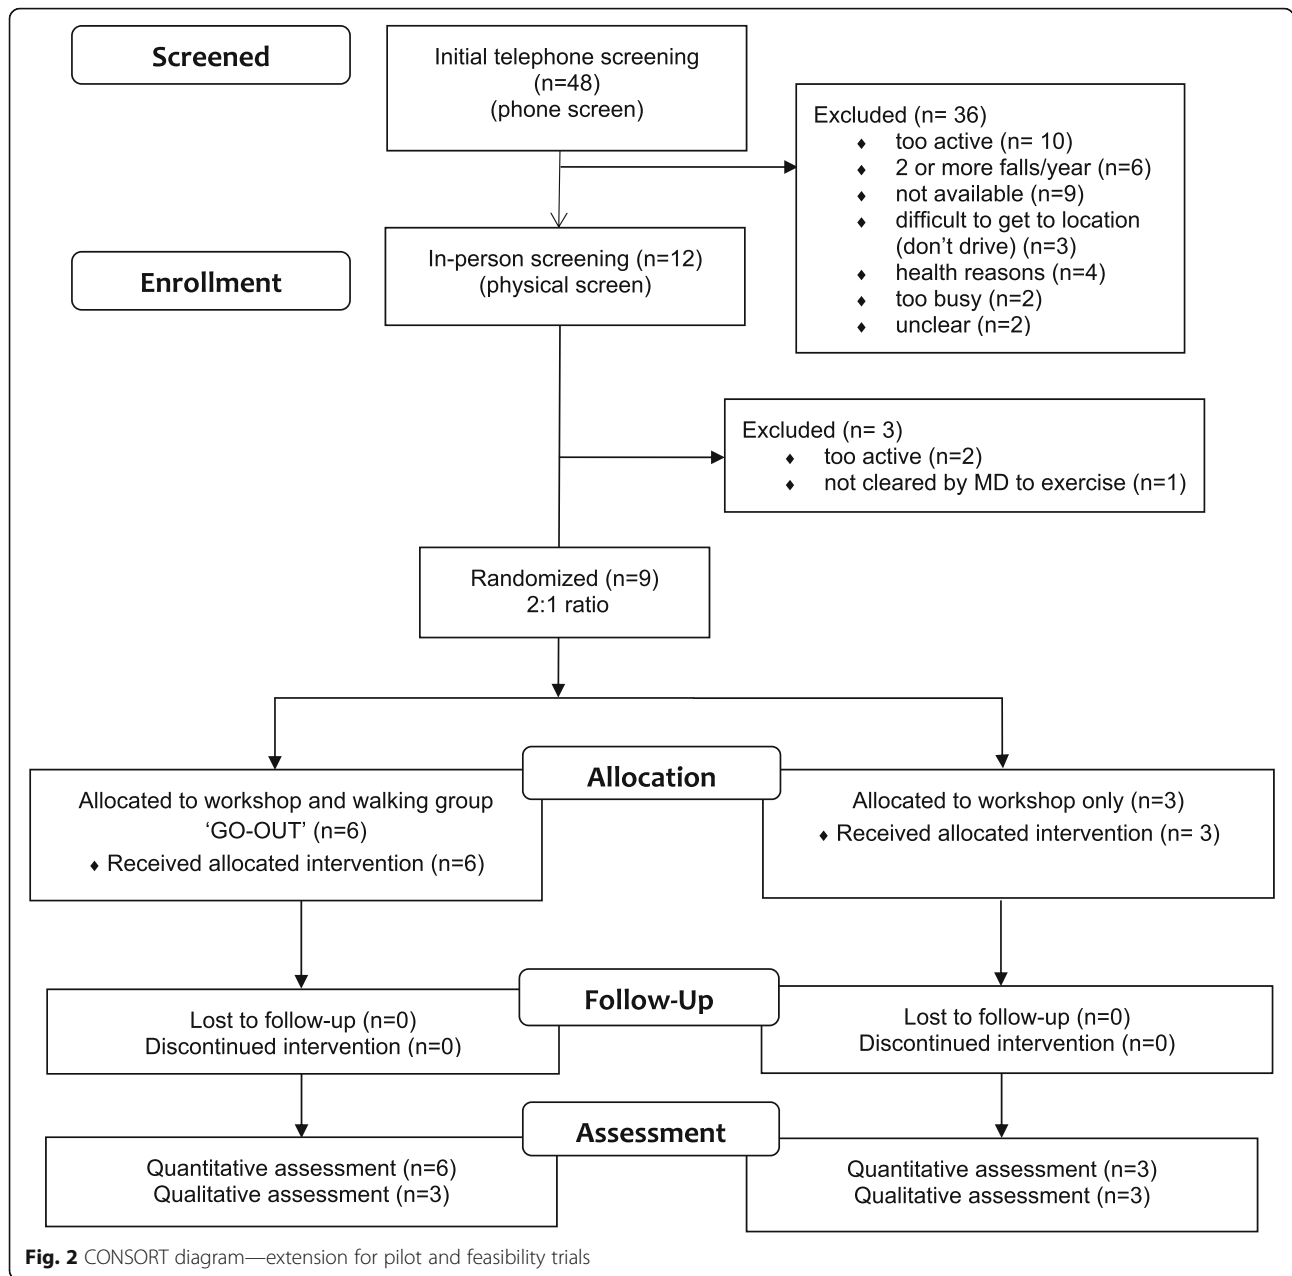 Screened
Initial telephone screening
(n=48)
(phone screen)
Excluded (n= 36)
♦ too active (n= 10)
♦ 2 or more falls/year (n=6)
♦ not available (n=9)
♦ difficult to get to location
(don’t drive) (n=3)
♦ health reasons (n=4)
♦ too busy (n=2)
♦ unclear (n=2)
Enrollment
In-person screening (n=12)
(physical screen)
Excluded (n= 3)
♦ too active (n=2)
♦ not cleared by MD to exercise (n=1)
Randomized (n=9)
2:1 ratio
Allocation
Allocated to workshop and walking group
‘GO-OUT’ (n=6)
♦ Received allocated intervention (n=6)
Allocated to workshop only (n=3)
♦ Received allocated intervention (n= 3)
Follow-Up
Lost to follow-up (n=0)
Discontinued intervention (n=0)
Lost to follow-up (n=0)
Discontinued intervention (n=0)
Assessment
Quantitative assessment (n=6)
Qualitative assessment (n=3)
Quantitative assessment (n=3)
Qualitative assessment (n=3)
Fig. 2 CONSORT diagram—extension for pilot and feasibility trials